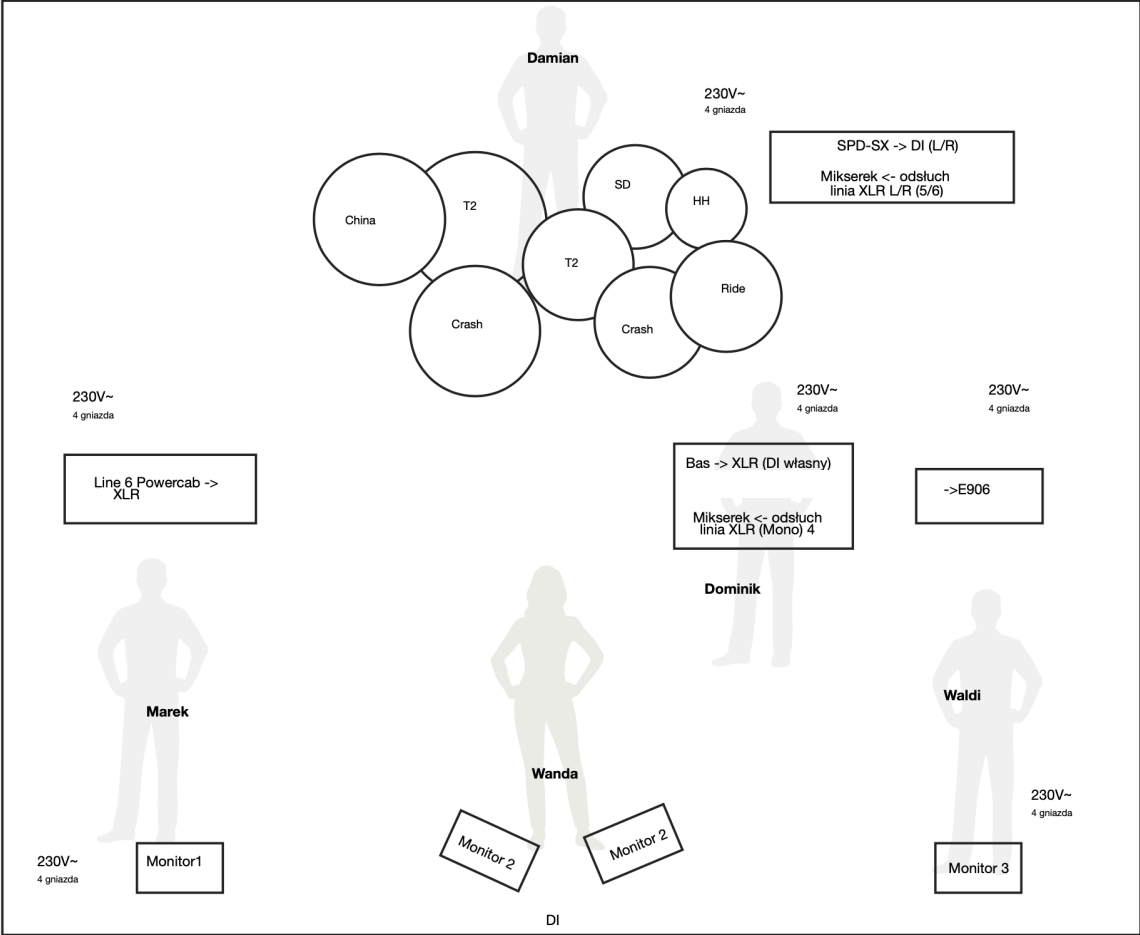 Damian
230V~
4 gniazda
SPD-SX -> DI (L/R)
Mikserek <- odsłuch
linia XLR L/R (5/6)
China
T2
SD
HH
T2
Crash
Crash
Ride
230V~
4 gniazda
230V~
4 gniazda
230V~
4 gniazda
Line 6 Powercab ->
XLR
Bas -> XLR (DI własny)
Mikserek <- odsłuch
linia XLR (Mono) 4
->E906
Dominik
Marek
Waldi
Wanda
230V~
4 gniazda
230V~
4 gniazda
Monitor1
Monitor 2
Monitor 2
Monitor 3
DI